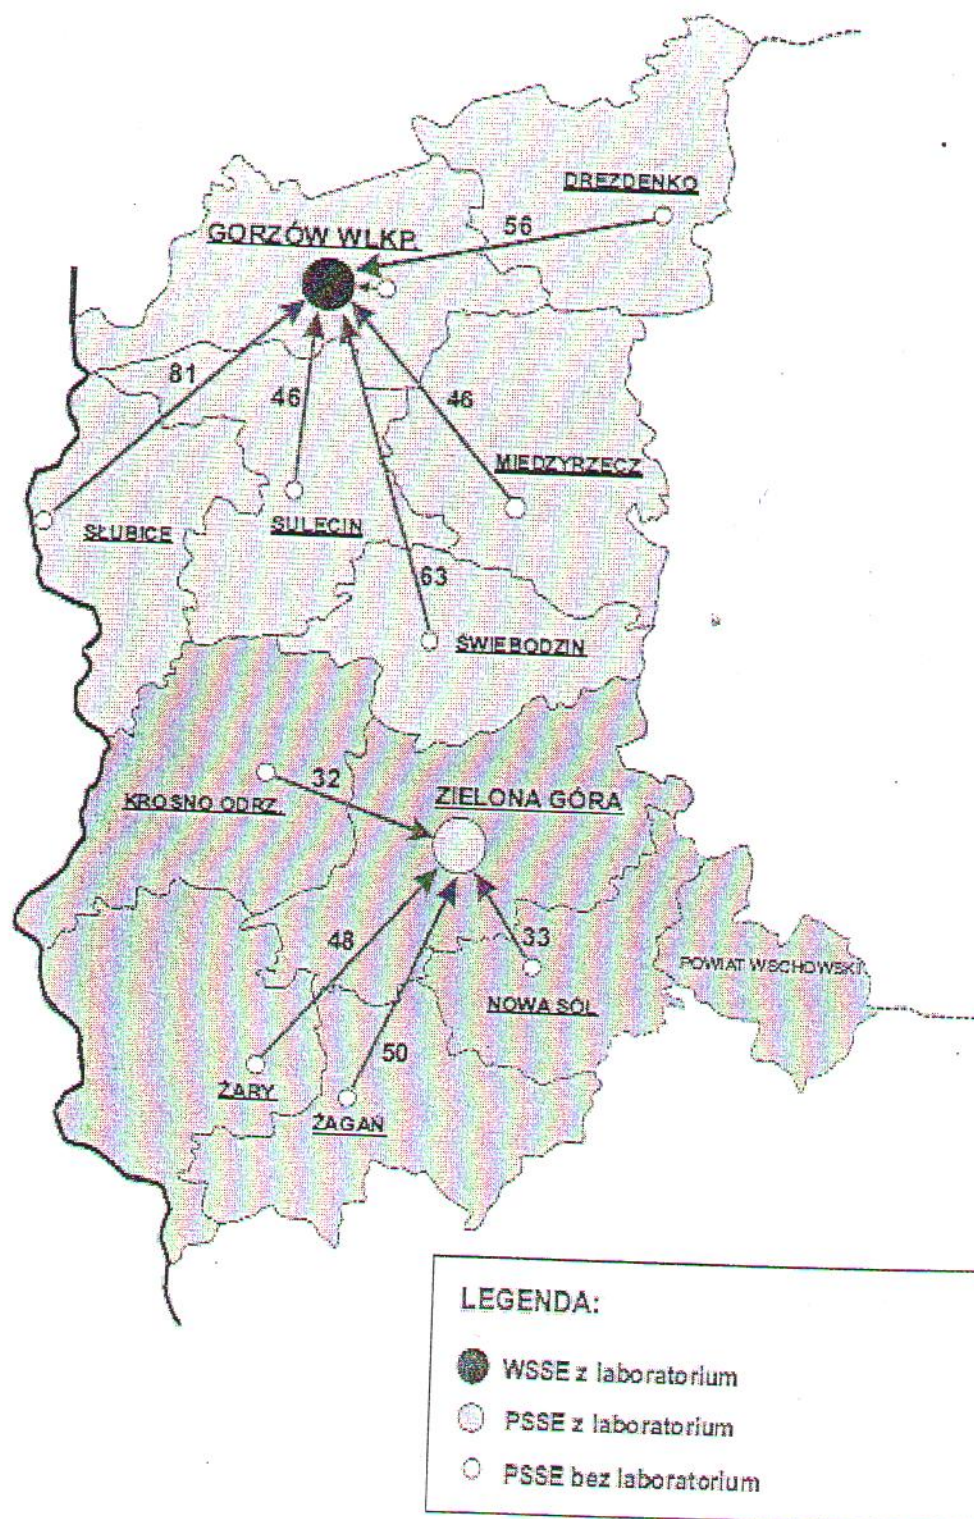 DREZDENKO
56
GORZÓW WLKP.
81
46
46
MIEDZYRZECZ
SŁUBICE
SULECIN
63
ŚWIEBODZIN
32
KROSNO ODRZ.
ZIELONA GÓRA
48
33
POWIAT WSCHOWSKI
NOWA SÓL
50
ŻARY
ŻAGAŃ
LEGENDA:
WSSE z laboratorium
PSSE z laboratorium
PSSE bez laboratorium